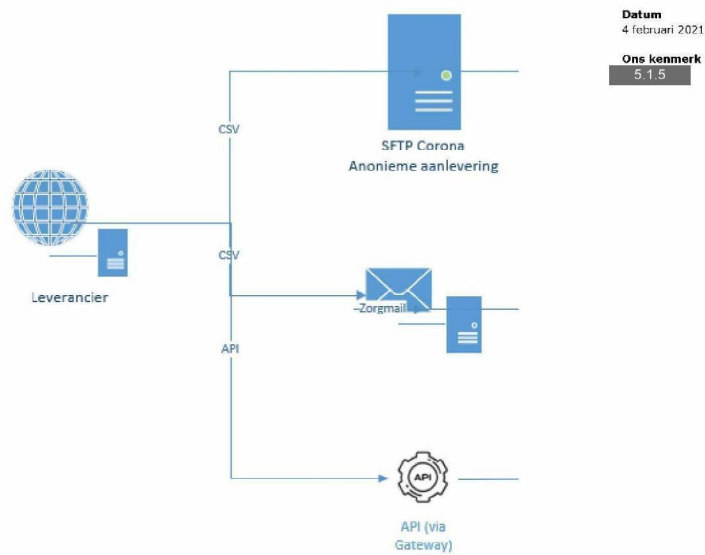 Datum
4 februari 2021
Ons kenmerk
5.1.5
CSV
SFTP Corona
Anonieme aanlevering
CSV
Leverancier
Zorgmail
API
API
API (via
Gateway)